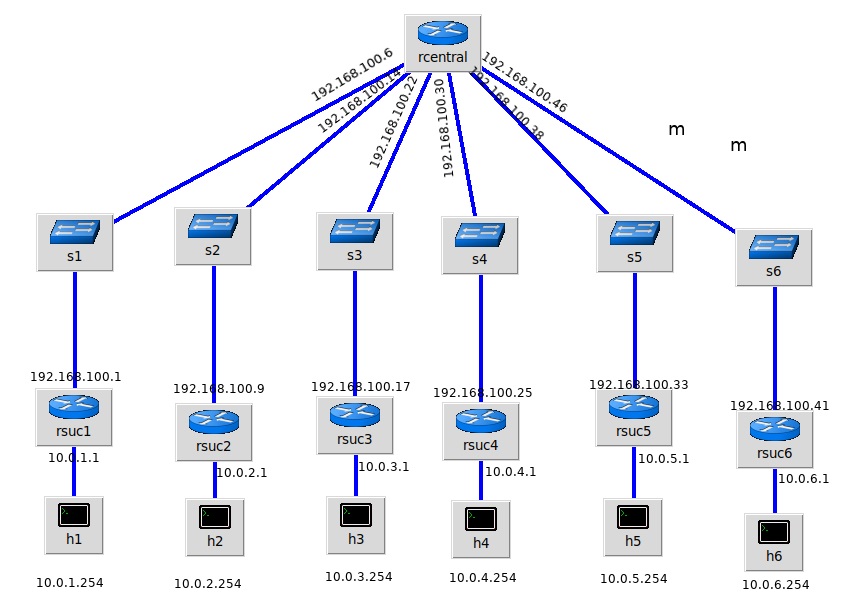 rcentral
192.168.100.6
192.168.100.14
192.168.100.22
192.168.100.30
192.168.100.38
192.168.100.46
m
m
s1
s2
s3
s4
s5
s6
192.168.100.1
192.168.100.9
192.168.100.17
192.168.100.25
192.168.100.33
192.168.100.41
rsuc1
rsuc2
rsuc3
rsuc4
rsuc5
rsuc6
10.0.1.1
10.0.2.1
10.0.3.1
10.0.4.1
10.0.5.1
10.0.6.1
h1
h2
h3
h4
h5
h6
10.0.1.254
10.0.2.254
10.0.3.254
10.0.4.254
10.0.5.254
10.0.6.254